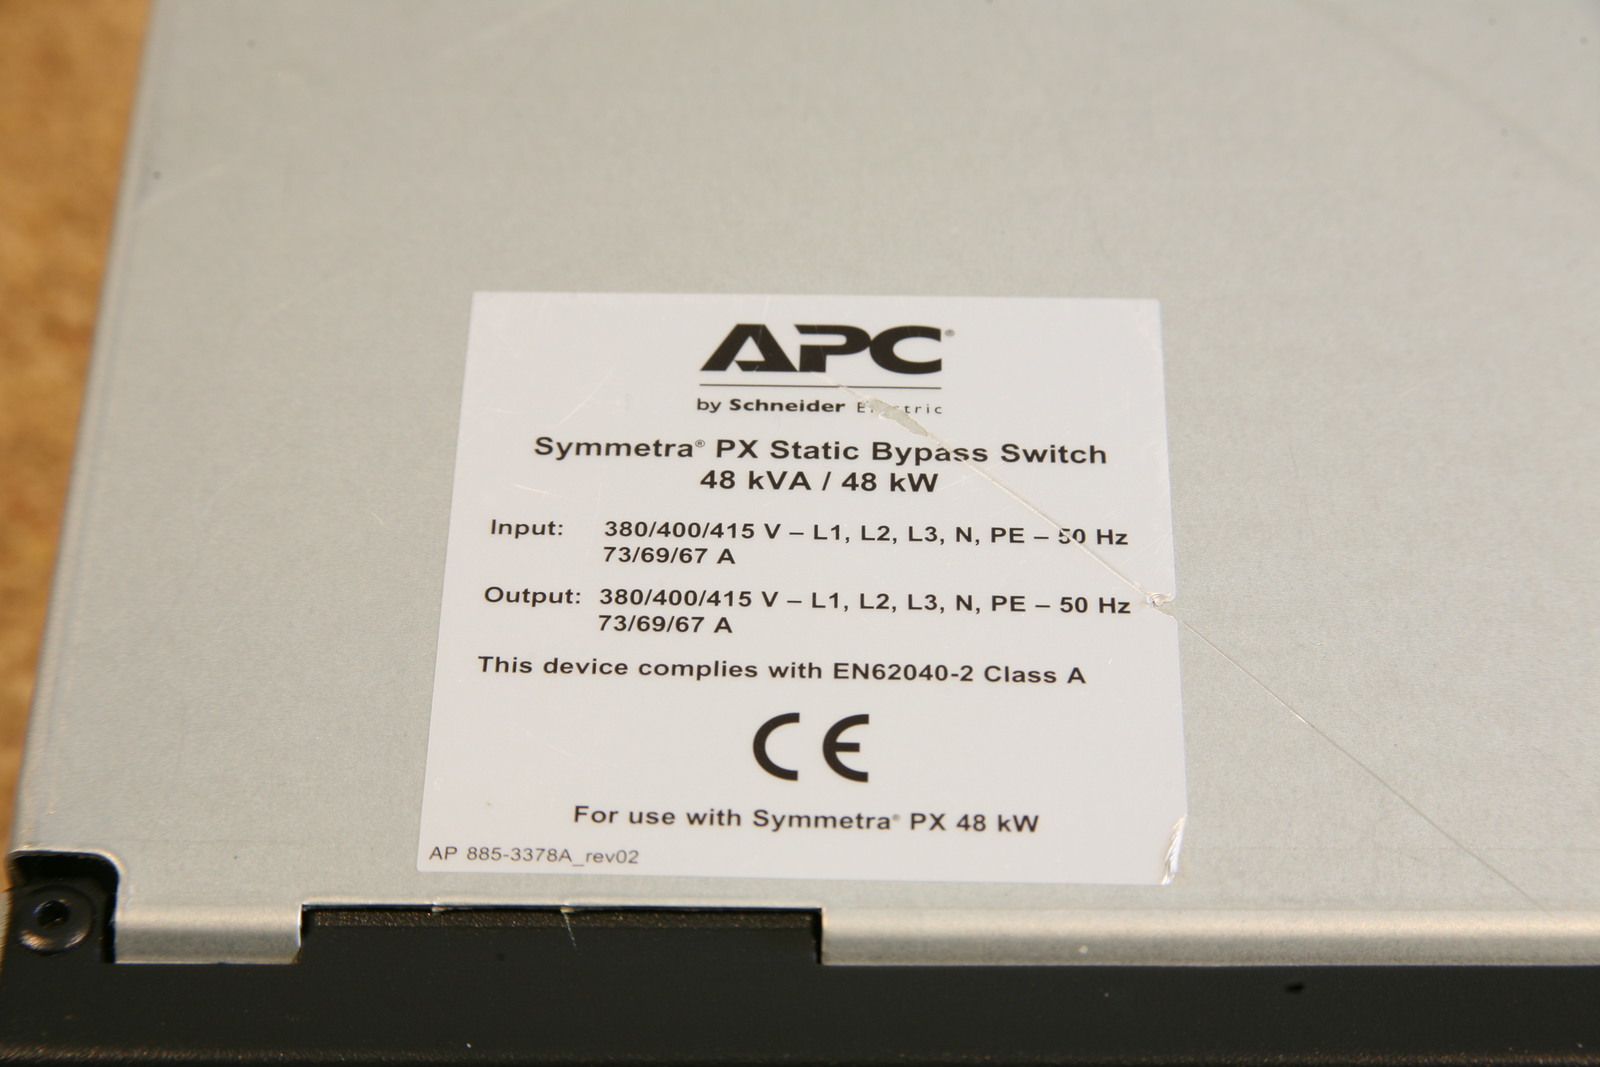 APC®
by Schneider Electric
Symmetra® PX Static Bypass Switch
48 kVA / 48 kW
Input: 380/400/415 V – L1, L2, L3, N, PE – 50 Hz
73/69/67 A
Output: 380/400/415 V – L1, L2, L3, N, PE – 50 Hz
73/69/67 A
This device complies with EN62040-2 Class A
CE
For use with Symmetra® PX 48 kW
AP 885-3378A_rev02